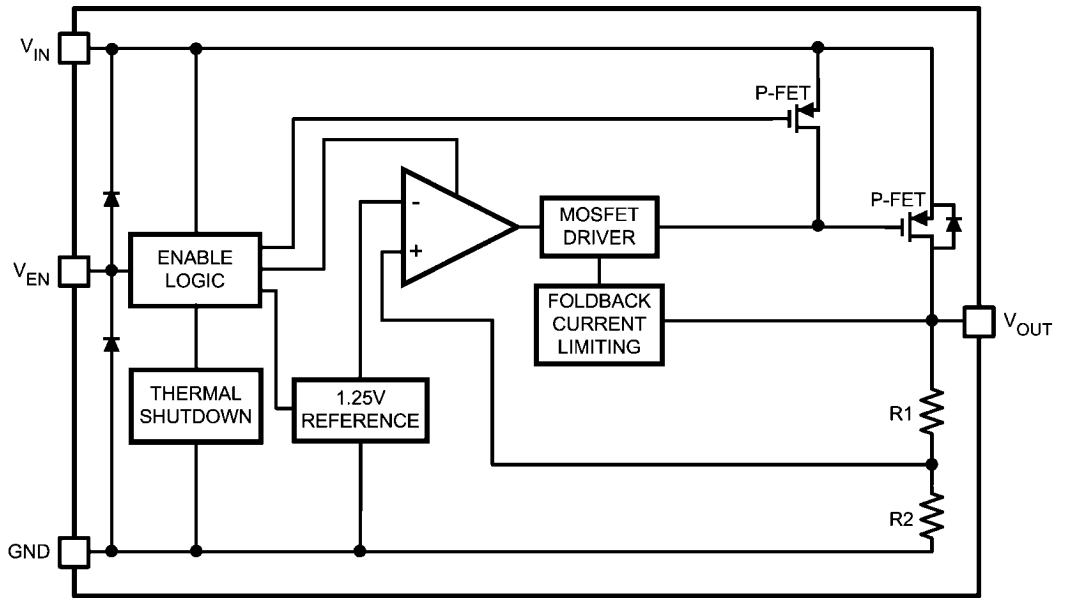 VIN
P-FET
P-FET
-
MOSFET
DRIVER
+
ENABLE
LOGIC
VEN
FOLDBACK
CURRENT
LIMITING
VOUT
THERMAL
SHUTDOWN
1.25V
REFERENCE
R1
R2
GND